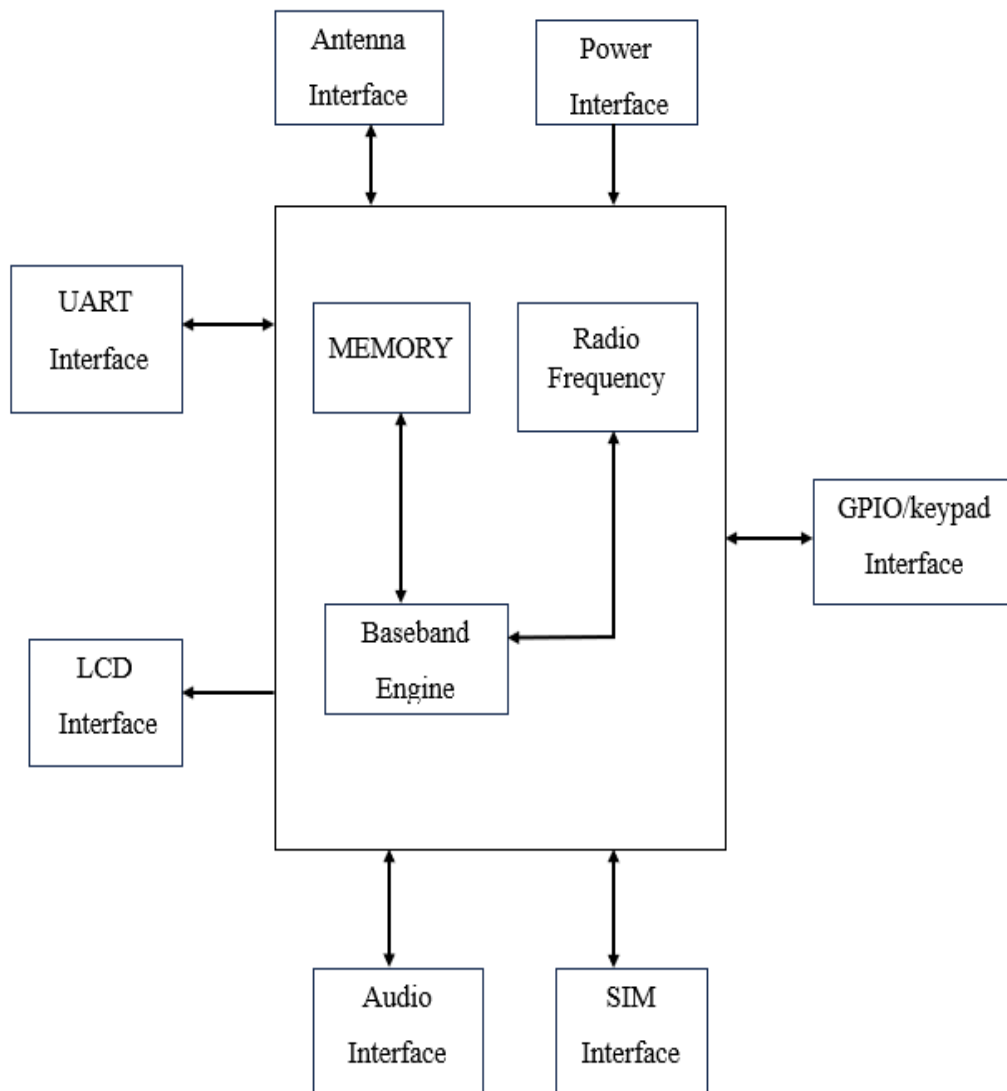 Antenna
Interface
Power
Interface
UART
Interface
MEMORY
Radio
Frequency
GPIO/keypad
Interface
Baseband
Engine
LCD
Interface
Audio
Interface
SIM
Interface